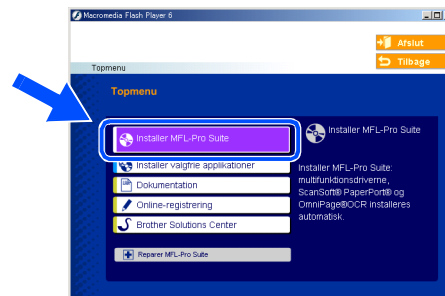 Macromedia Flash Player 6
Afslut
Tilbage
Topmenu
Topmenu
Installer MFL-Pro Suite
Installer valgfrie applikationer
Dokumentation
Online-registrering
Brother Solutions Center
Reparer MFL-Pro Suite
Installer MFL-Pro Suite
Installer MFL-Pro Suite:
multifunktionsdriverne,
ScanSoft® PaperPort® og
OmniPage®OCR installeres
automatisk.